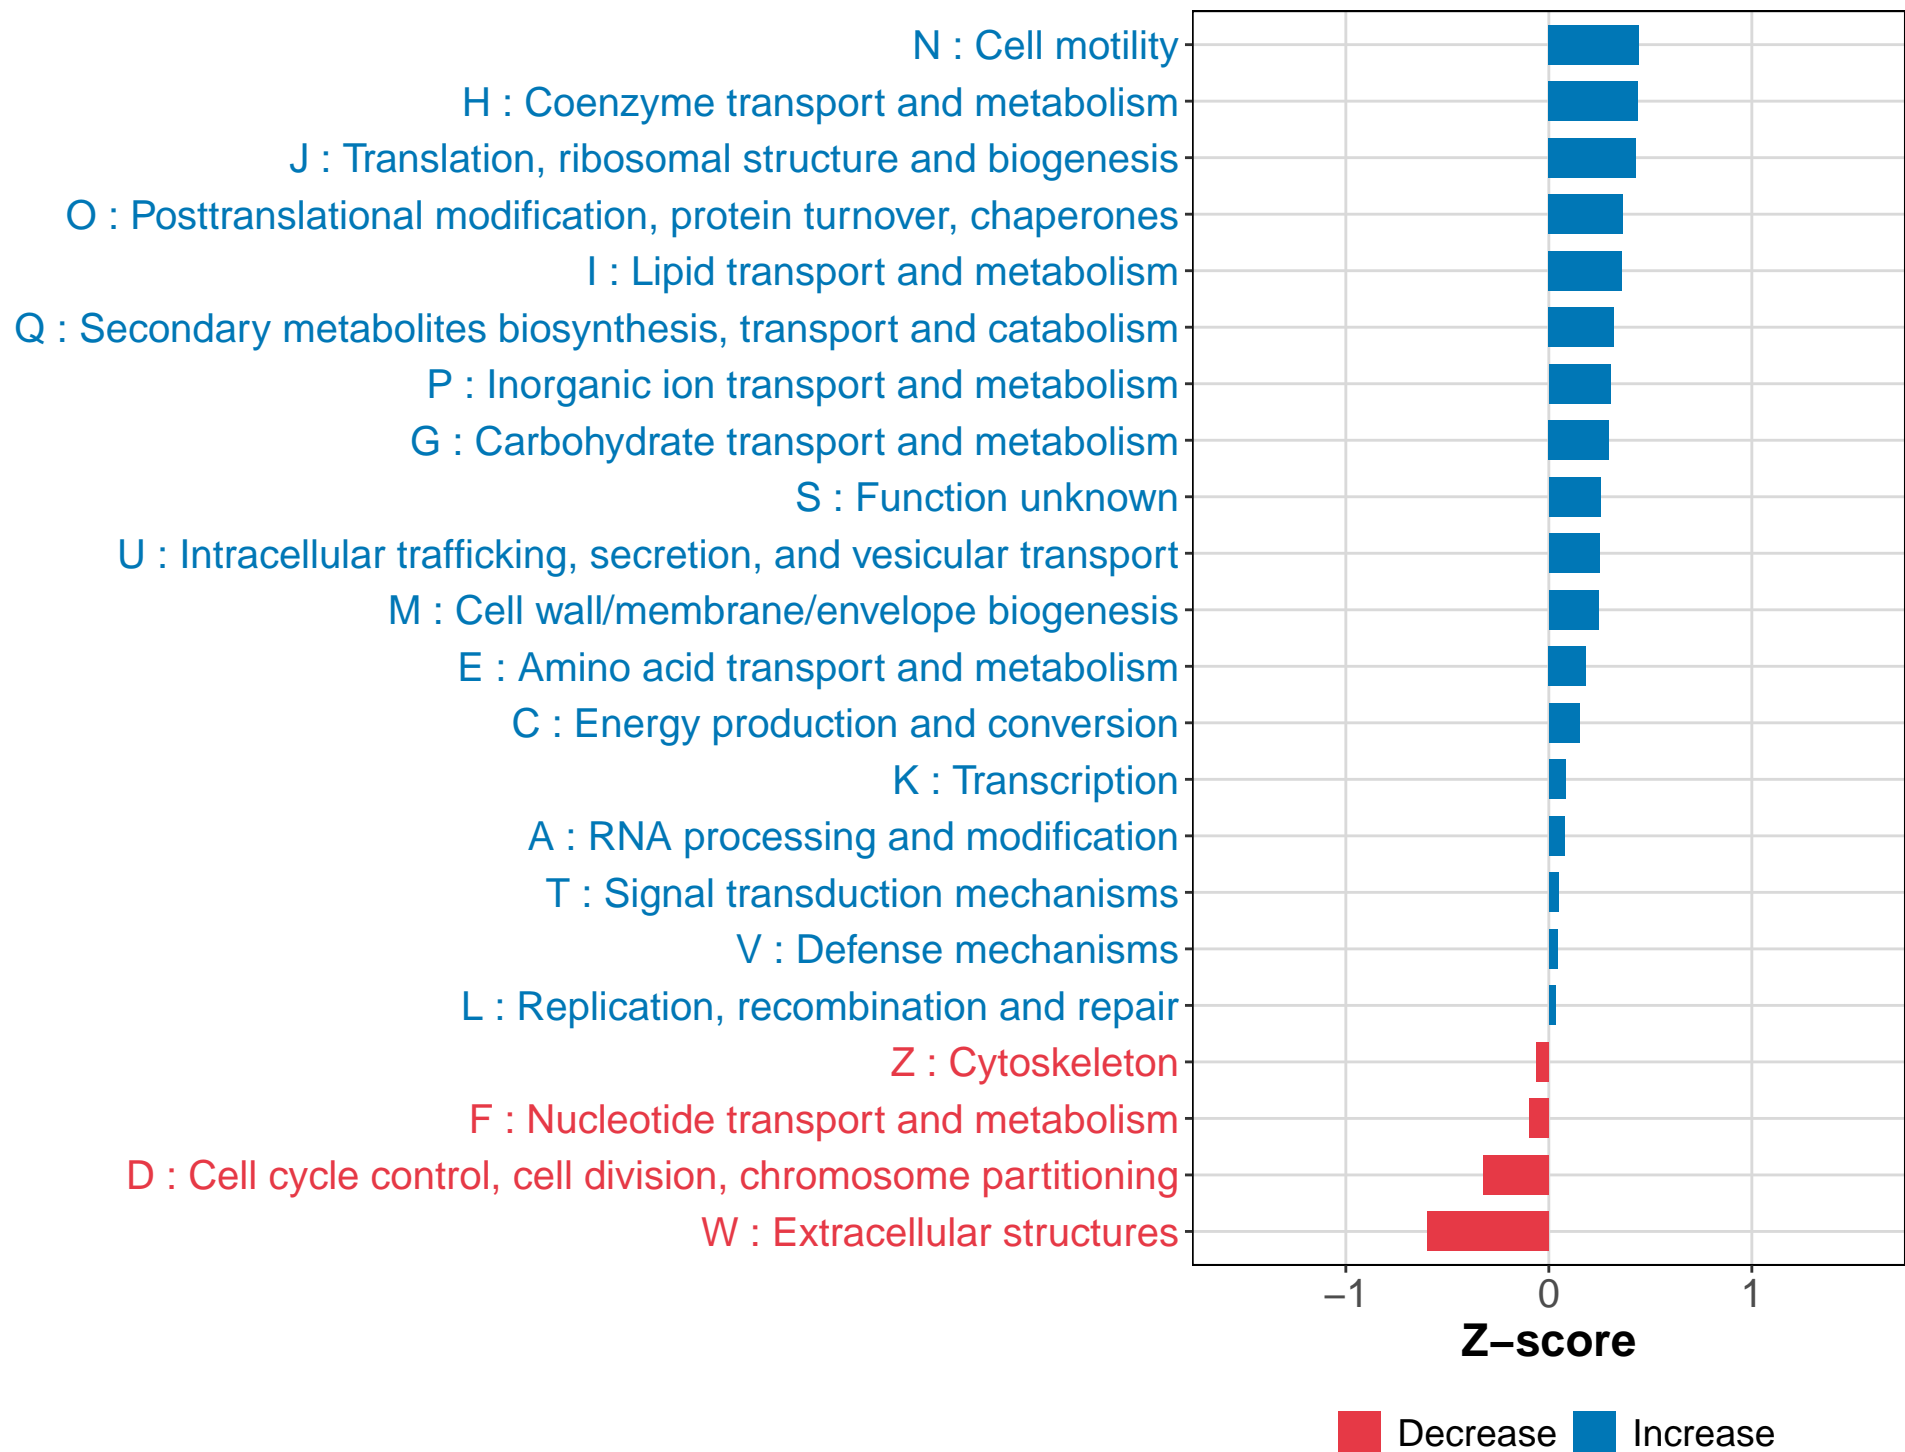 N : Cell motility
H : Coenzyme transport and metabolism
J : Translation, ribosomal structure and biogenesis
O : Posttranslational modification, protein turnover, chaperones
I : Lipid transport and metabolism
Q : Secondary metabolites biosynthesis, transport and catabolism
P : Inorganic ion transport and metabolism
G : Carbohydrate transport and metabolism
S : Function unknown
U : Intracellular trafficking, secretion, and vesicular transport
M : Cell wall/membrane/envelope biogenesis
E : Amino acid transport and metabolism
C : Energy production and conversion
K : Transcription
A : RNA processing and modification
T : Signal transduction mechanisms
V : Defense mechanisms
L : Replication, recombination and repair
Z : Cytoskeleton
F : Nucleotide transport and metabolism
D : Cell cycle control, cell division, chromosome partitioning
W : Extracellular structures
−1 0 1
Z−score
Decrease Increase